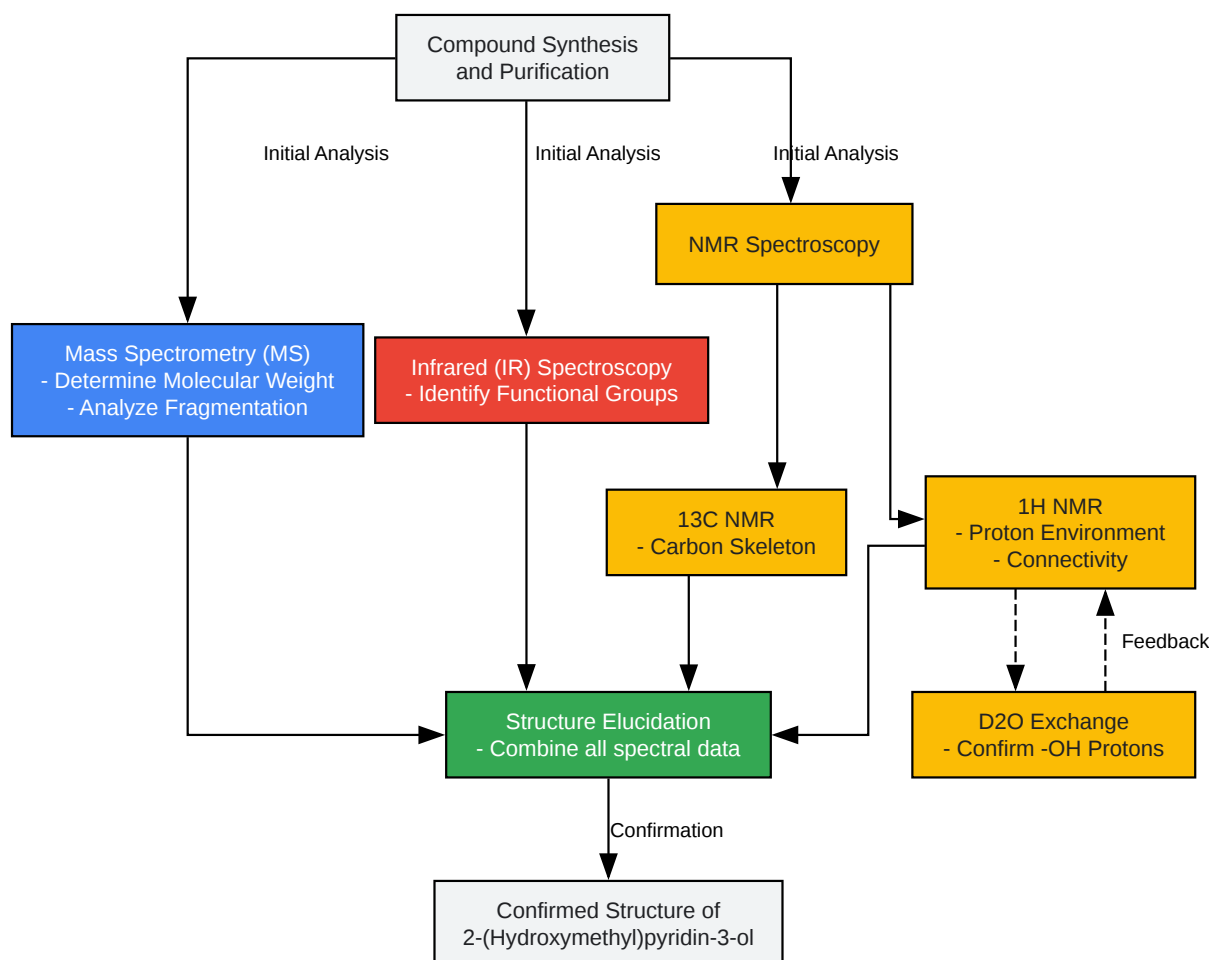 Compound Synthesis
and Purification
Initial Analysis
Initial Analysis
Initial Analysis
NMR Spectroscopy
Mass Spectrometry (MS)
- Determine Molecular Weight
- Analyze Fragmentation
Infrared (IR) Spectroscopy
- Identify Functional Groups
13C NMR
- Carbon Skeleton
1H NMR
- Proton Environment
- Connectivity
Feedback
Structure Elucidation
- Combine all spectral data
D2O Exchange
- Confirm -OH Protons
Confirmation
Confirmed Structure of
2-(Hydroxymethyl)pyridin-3-ol